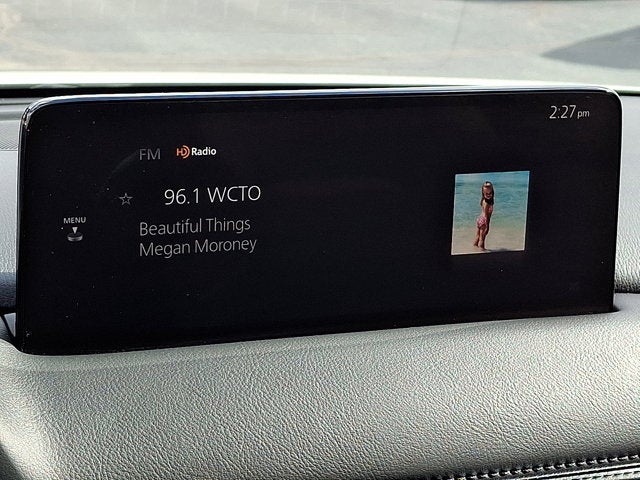 2:27 pm
FM HD Radio
96.1 WCTO
MENU
Beautiful Things
Megan Moroney